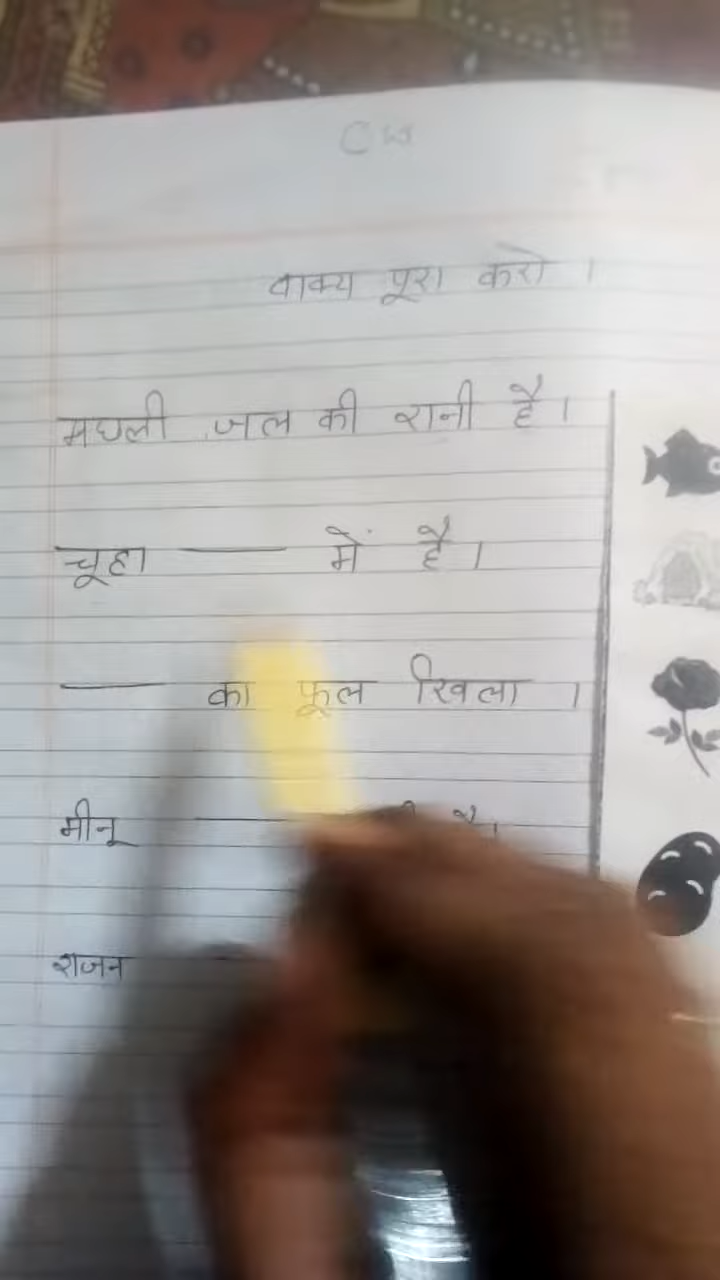 CW
वाक्य पूरा करो ।
मछली जल की रानी है ।
चूहा —— में है ।
—— का फूल खिला ।
मीनू —— है ।
राजन